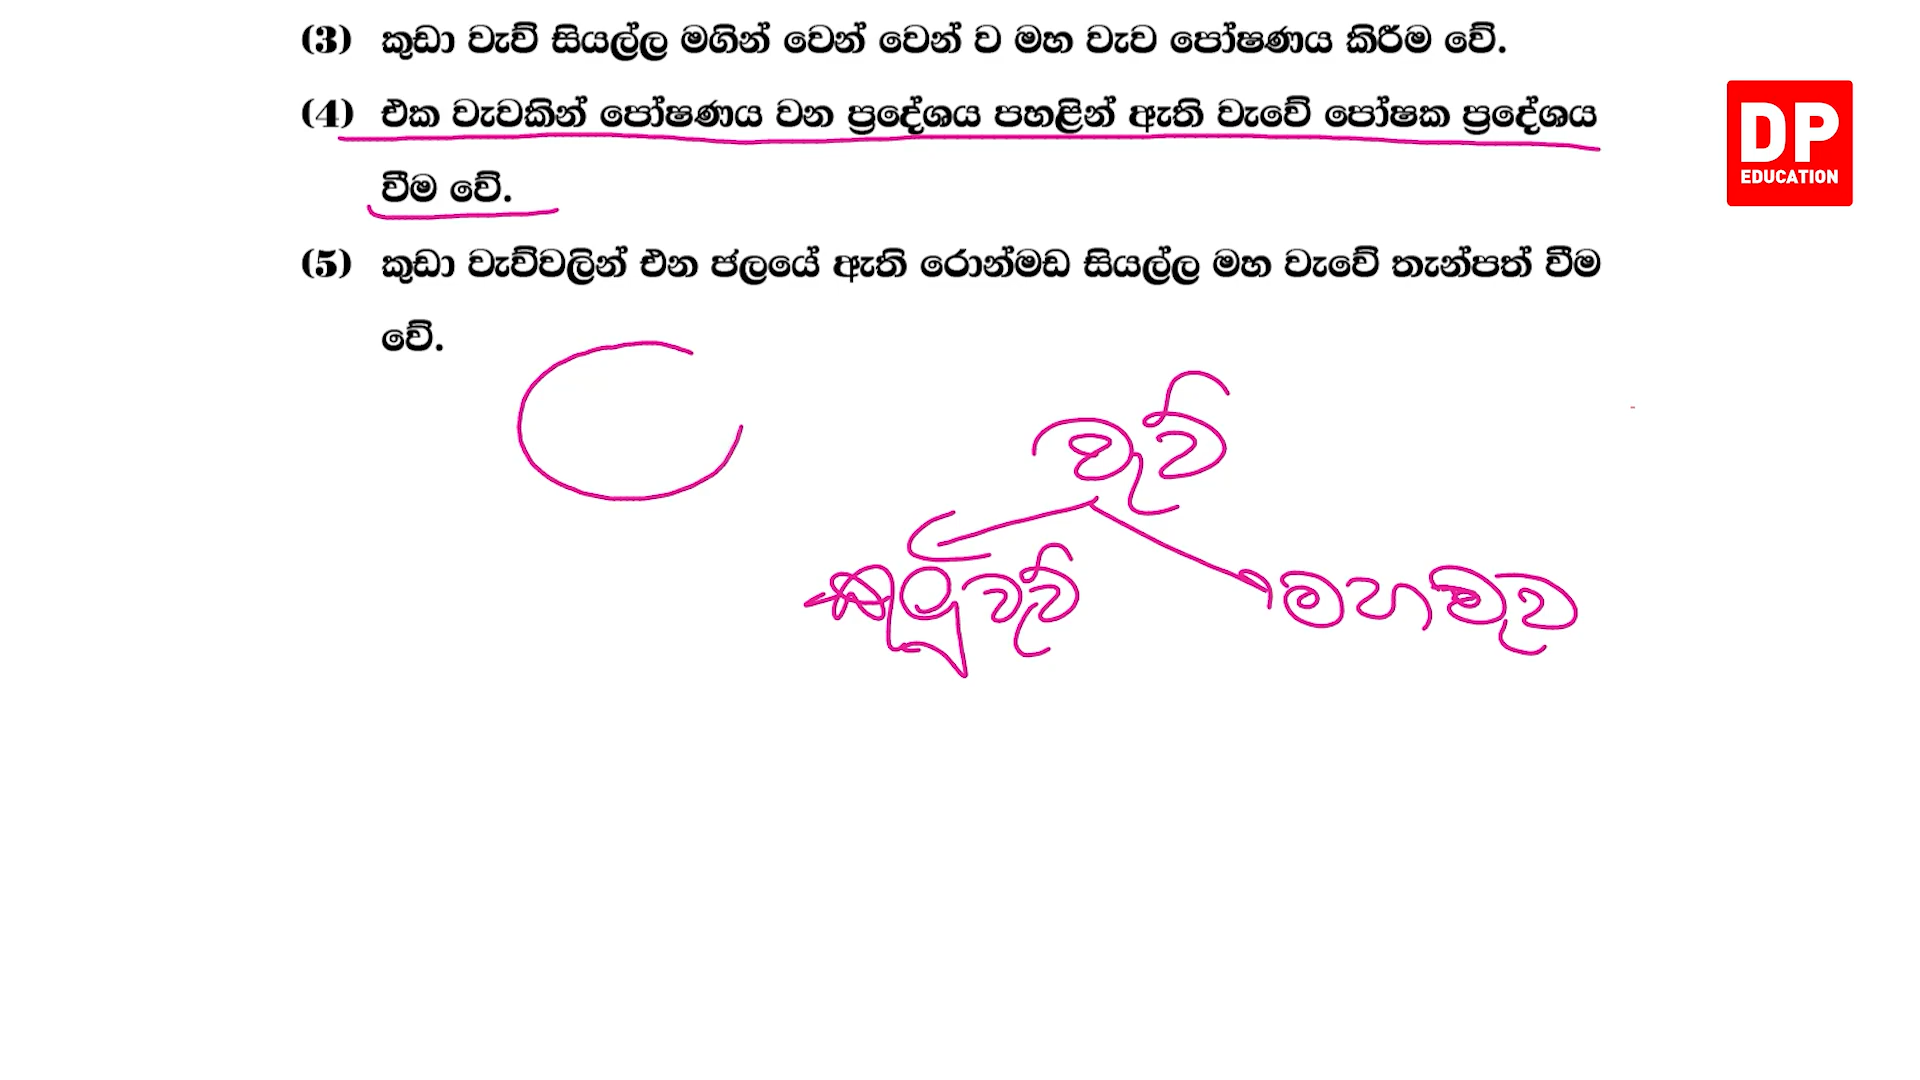 (3) කුඩා වැව් සියල්ල මගින් වෙන් වෙන් ව මහ වැව පෝෂණය කිරීම වේ.
(4) එක වැවකින් පෝෂණය වන ප්‍රදේශය පහළින් ඇති වැවේ පෝෂක ප්‍රදේශය
වීම වේ.
(5) කුඩා වැව්වලින් එන ජලයේ ඇති රොන්මඩ සියල්ල මහ වැවේ තැන්පත් වීම
වේ.
DP
EDUCATION
වැව්
කුළුවැව් මහවැව